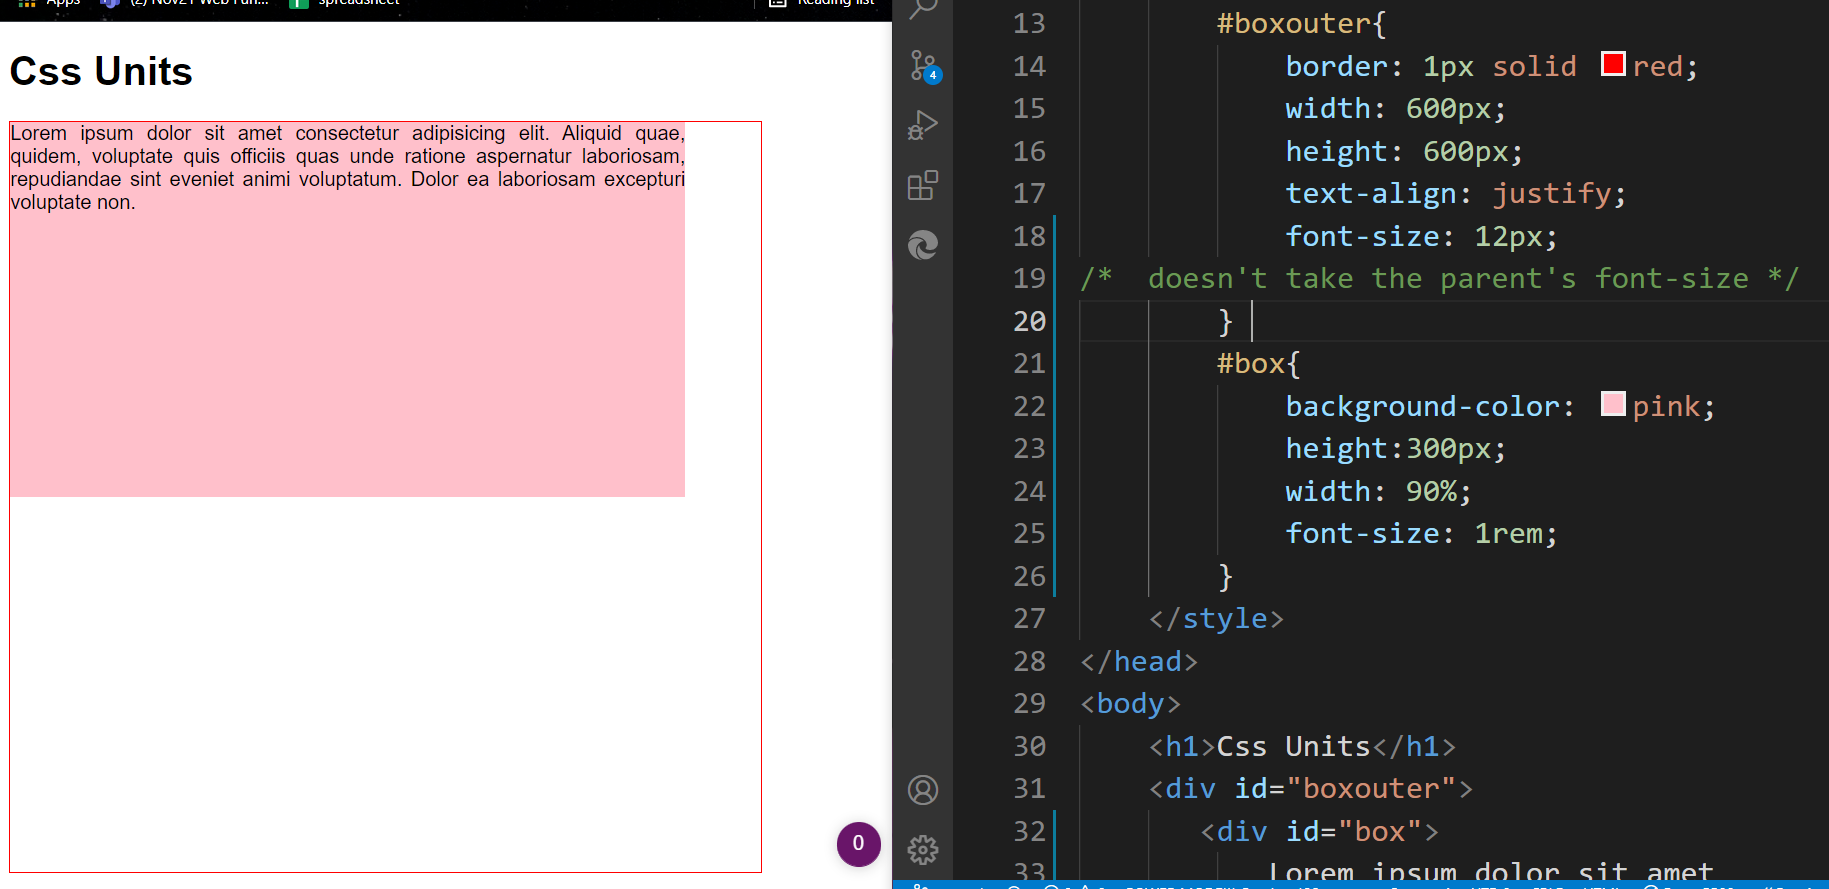 Apps (2) Nov21 Web Fun... spreadsheet Reading list
Css Units
Lorem ipsum dolor sit amet consectetur adipisicing elit. Aliquid quae,
quidem, voluptate quis officiis quas unde ratione aspernatur laboriosam,
repudiandae sint eveniet animi voluptatum. Dolor ea laboriosam excepturi
voluptate non.
0
4
13 #boxouter{
14 border: 1px solid red;
15 width: 600px;
16 height: 600px;
17 text-align: justify;
18 font-size: 12px;
19 /*  doesn't take the parent's font-size */
20 }
21 #box{
22 background-color: pink;
23 height:300px;
24 width: 90%;
25 font-size: 1rem;
26 }
27 </style>
28 </head>
29 <body>
30 <h1>Css Units</h1>
31 <div id="boxouter">
32 <div id="box">
33 Lorem ipsum dolor sit amet